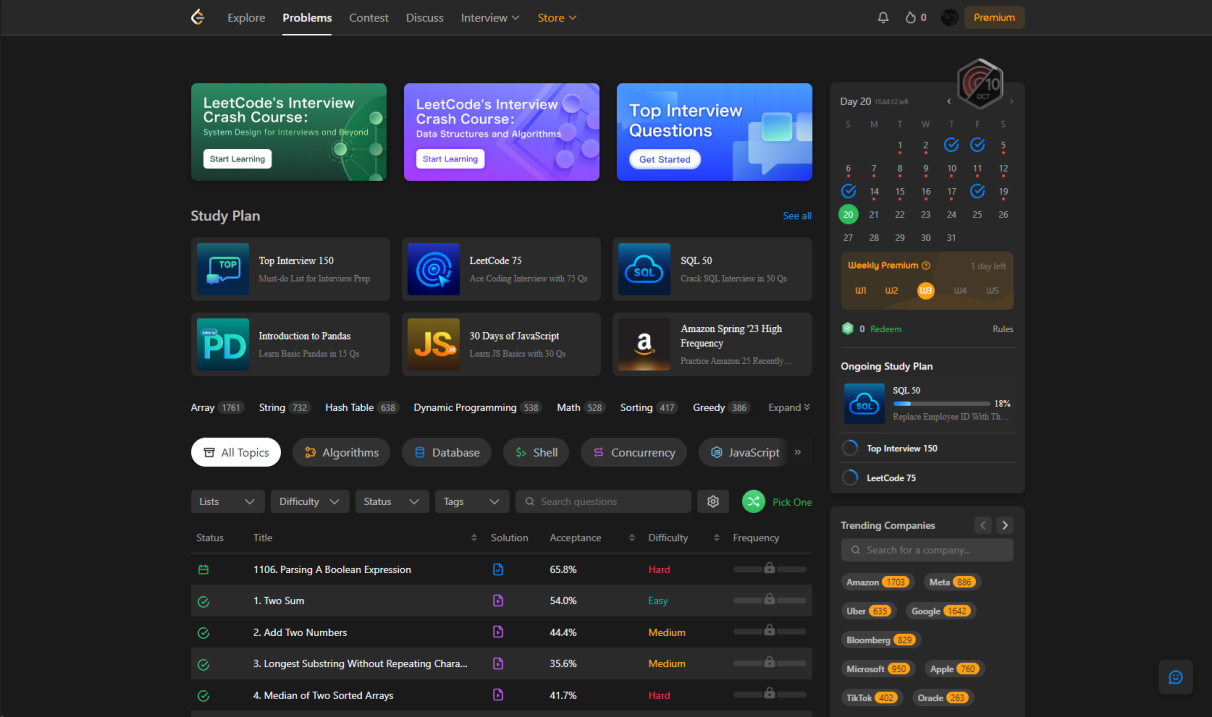 Explore Problems Contest Discuss Interview Store 0 Premium
LeetCode's Interview
Crash Course:
System Design for Interviews and Beyond
Start Learning
LeetCode's Interview
Crash Course:
Data Structures and Algorithms
Start Learning
Top Interview
Questions
Get Started
Study Plan See all
TOP
Top Interview 150
Must-do List for Interview Prep
LeetCode 75
Ace Coding Interview with 75 Qs
SQL
SQL 50
Crack SQL Interview in 50 Qs
PD
Introduction to Pandas
Learn Basic Pandas in 15 Qs
JS
30 Days of JavaScript
Learn JS Basics with 30 Qs
a
Amazon Spring '23 High
Frequency
Practice Amazon 25 Recently...
Array 1761 String 732 Hash Table 638 Dynamic Programming 538 Math 528 Sorting 417 Greedy 386 Expand
All Topics Algorithms Database Shell Concurrency JavaScript
Lists Difficulty Status Tags Search questions Pick One
Status Title Solution Acceptance Difficulty Frequency
1106. Parsing A Boolean Expression 65.8% Hard
1. Two Sum 54.0% Easy
2. Add Two Numbers 44.4% Medium
3. Longest Substring Without Repeating Chara... 35.6% Medium
4. Median of Two Sorted Arrays 41.7% Hard
Day 20 15:44:12 left
10
OCT
S M T W T F S
1 2 5
6 7 8 9 10 11 12
14 15 16 17 19
20 21 22 23 24 25 26
27 28 29 30 31
Weekly Premium 1 day left
W1 W2 W3 W4 W5
0 Redeem Rules
Ongoing Study Plan
SQL
SQL 50
18%
Replace Employee ID With Th...
Top Interview 150
LeetCode 75
Trending Companies
Search for a company...
Amazon 1703 Meta 886
Uber 635 Google 1642
Bloomberg 829
Microsoft 950 Apple 760
TikTok 402 Oracle 263